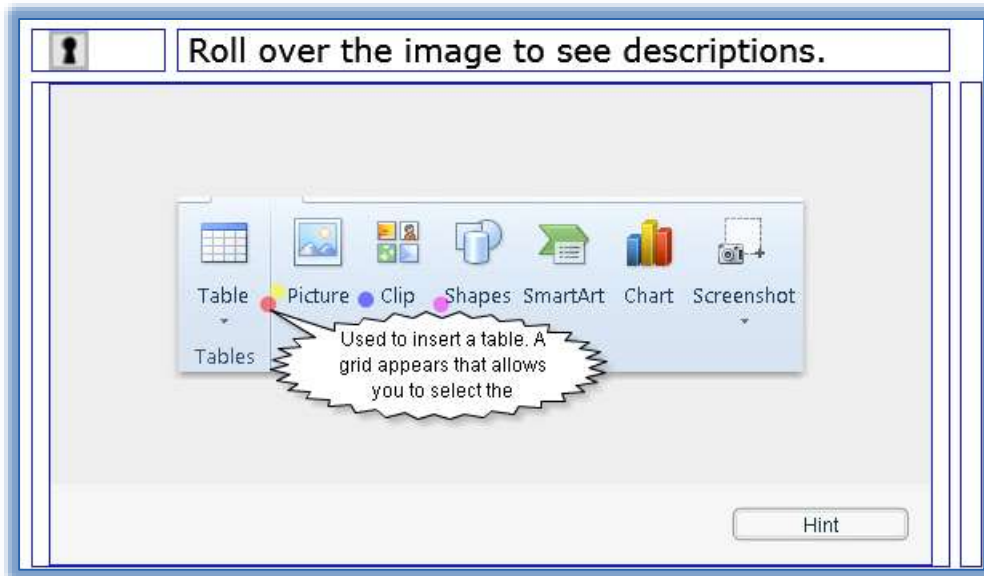 Roll over the image to see descriptions.
Table Picture Clip Shapes SmartArt Chart Screenshot
Tables
Used to insert a table. A
grid appears that allows
you to select the
Hint